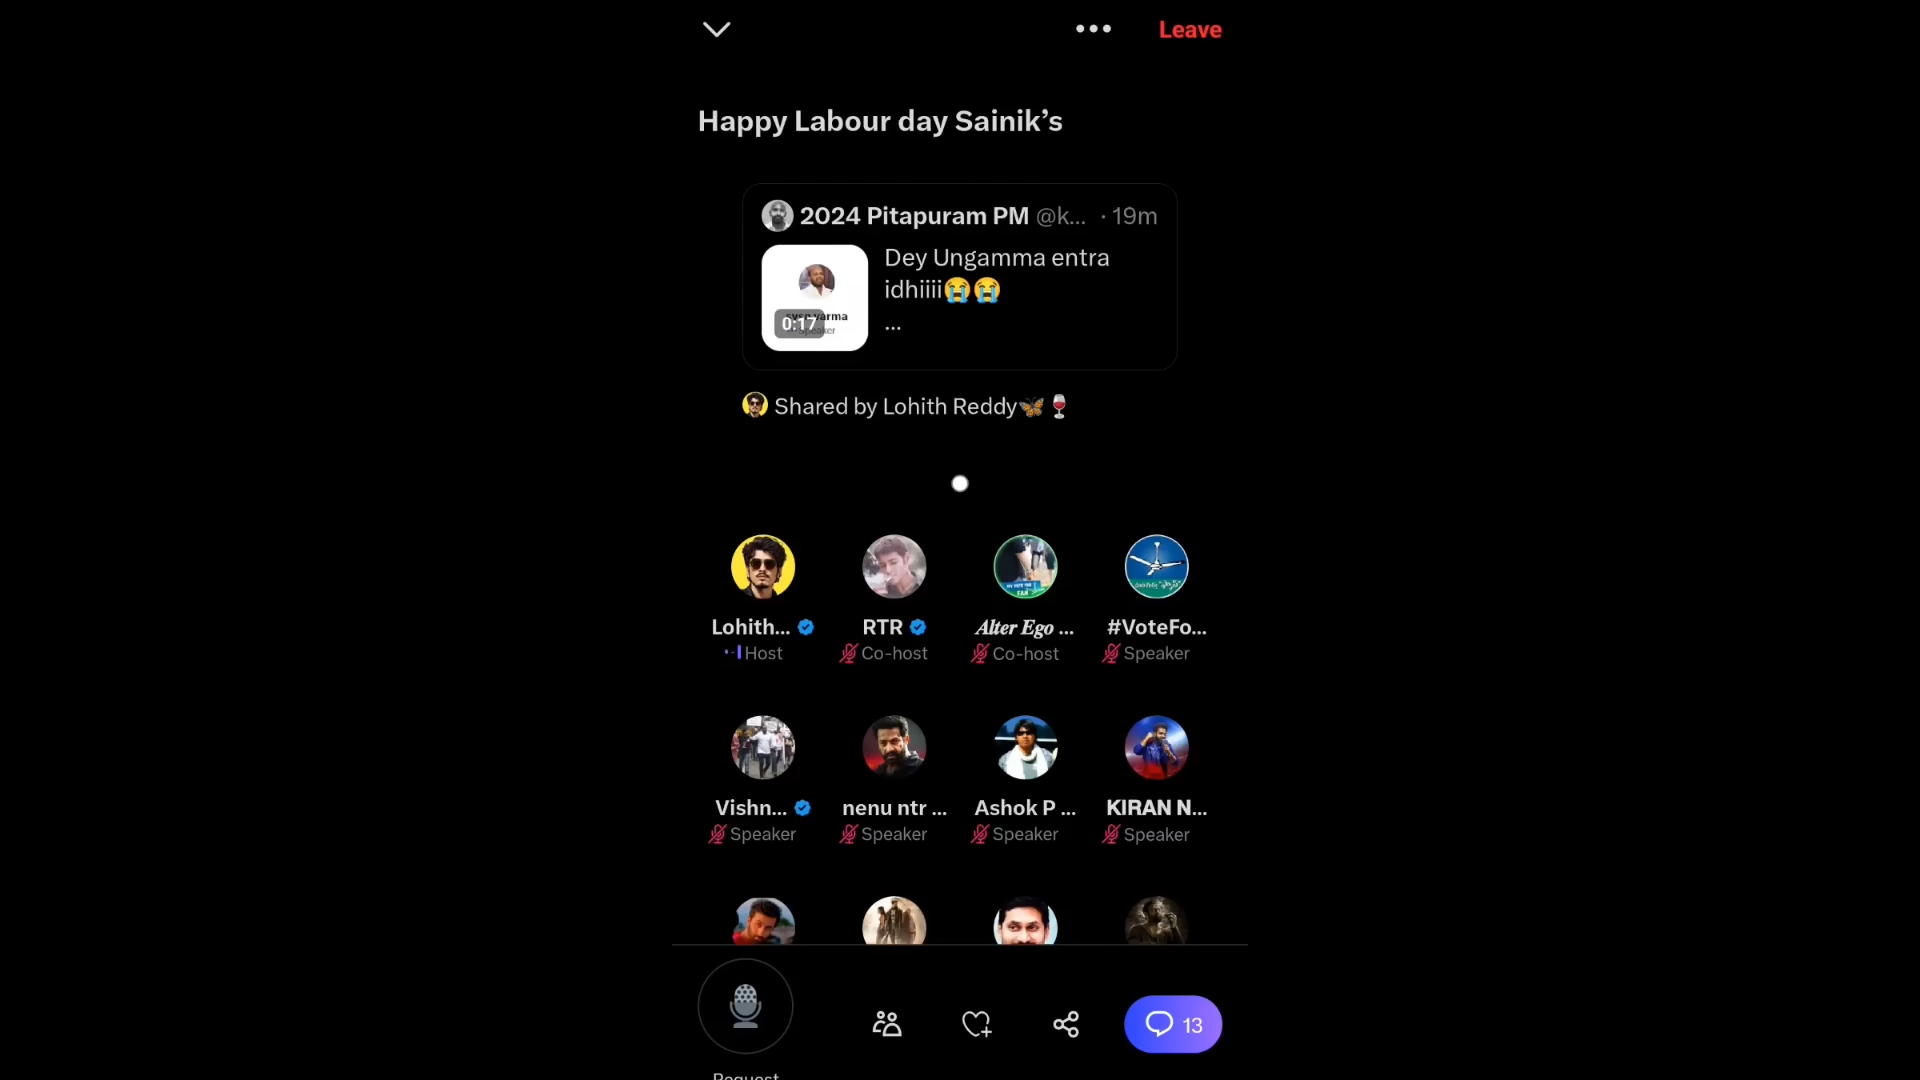 Leave
Happy Labour day Sainik’s
2024 Pitapuram PM @k... · 19m
Dey Ungamma entra
idhiiii😭😭
...
varma
0:17
Shared by Lohith Reddy🦋🍷
Lohith... RTR 𝑨𝒍𝒕𝒆𝒓 𝑬𝒈𝒐 ... #VoteFo...
Host Co-host Co-host Speaker
Vishn... nenu ntr ... Ashok P ... KIRAN N...
Speaker Speaker Speaker Speaker
13
Request